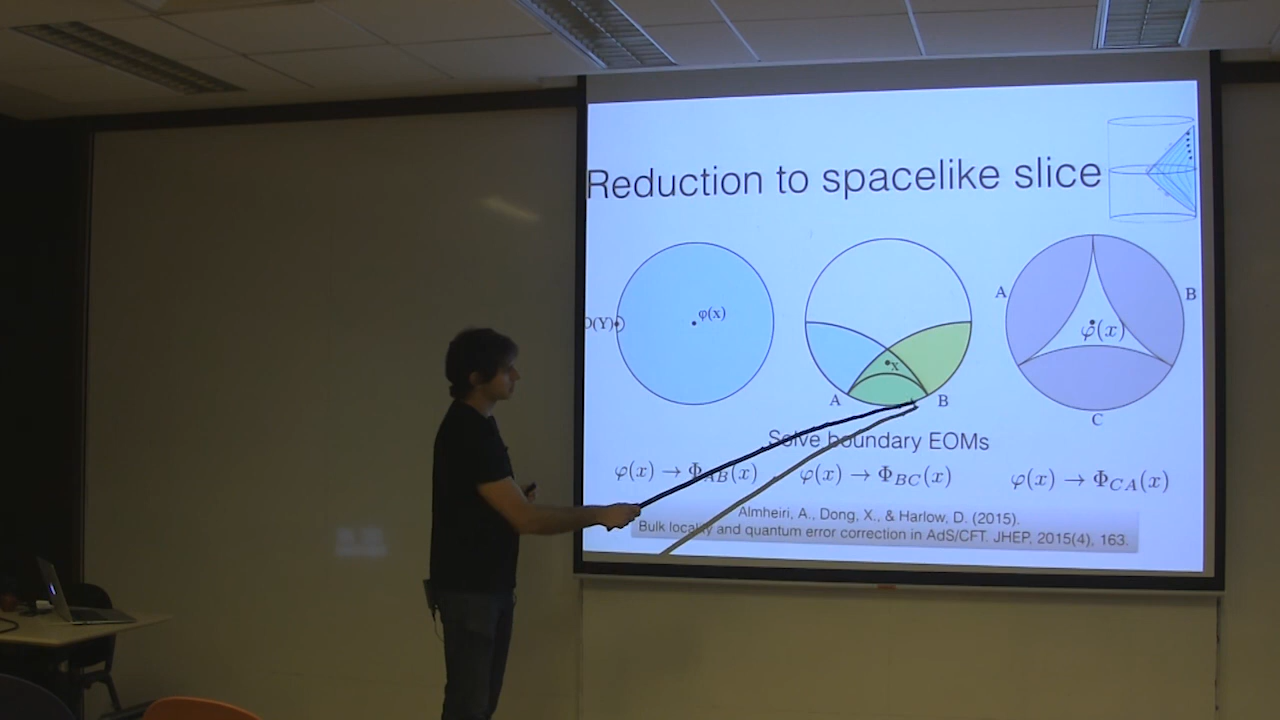 Reduction to spacelike slice
φ(x)
O(Y)
x
A
B
A
B
φ(x)
C
Solve boundary EOMs
φ(x) → Φ_AB(x)
φ(x) → Φ_BC(x)
φ(x) → Φ_CA(x)
Almheiri, A., Dong, X., & Harlow, D. (2015).
Bulk locality and quantum error correction in AdS/CFT. JHEP, 2015(4), 163.